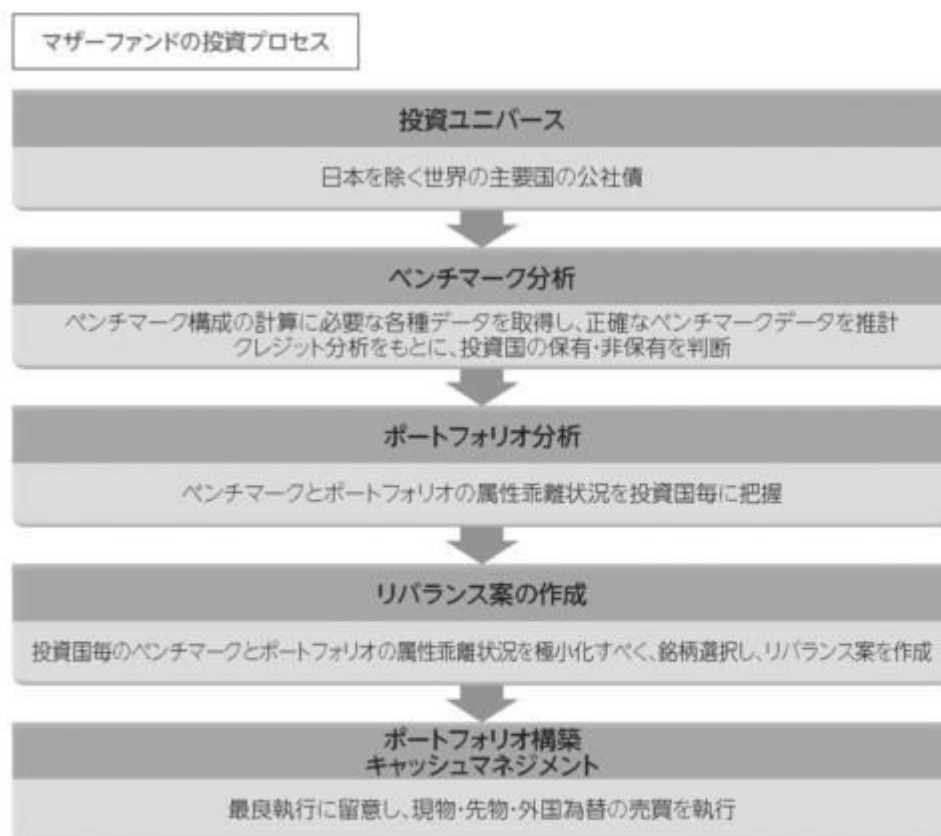 マザーファンドの投資プロセス
投資ユニバース
日本を除く世界の主要国の公社債
ベンチマーク分析
ベンチマーク構成の計算に必要な各種データを取得し、正確なベンチマークデータを推計
クレジット分析をもとに、投資国の保有・非保有を判断
ポートフォリオ分析
ベンチマークとポートフォリオの属性乖離状況を投資国毎に把握
リバランス案の作成
投資国毎のベンチマークとポートフォリオの属性乖離状況を極小化すべく、銘柄選択し、リバランス案を作成
ポートフォリオ構築
キャッシュマネジメント
最良執行に留意し、現物・先物・外国為替の売買を執行